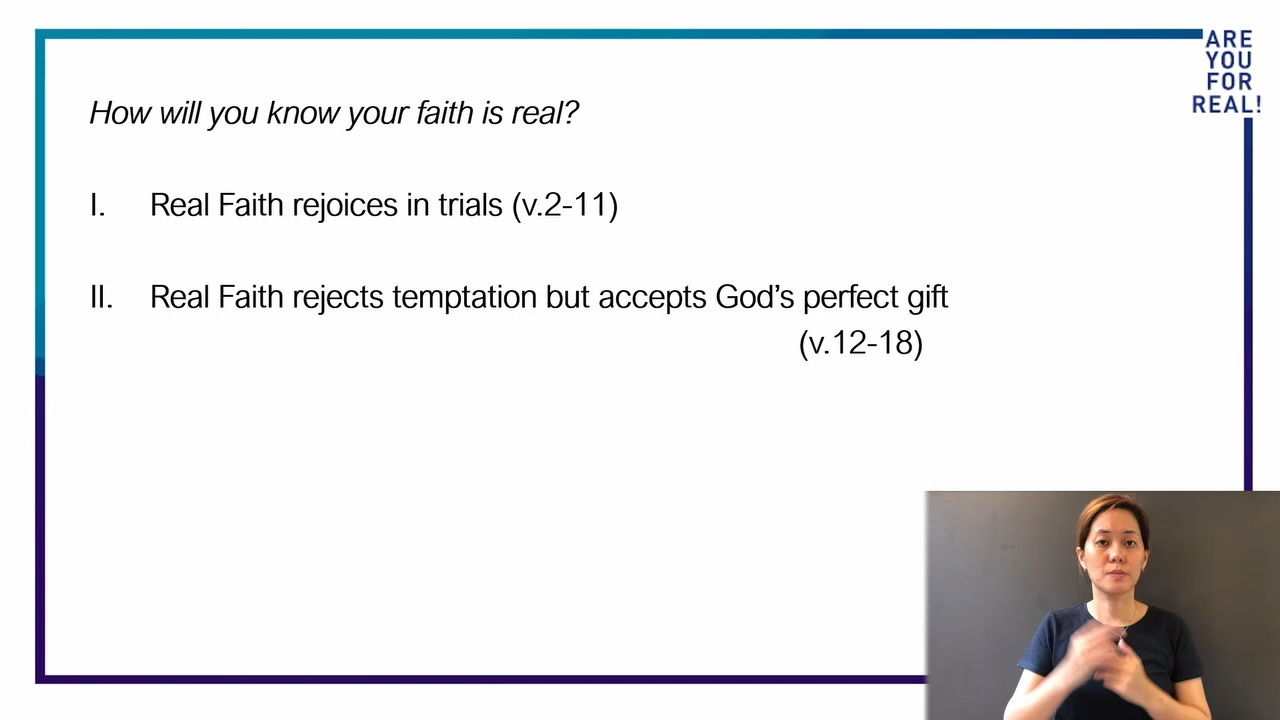 ARE
YOU
FOR
REAL!
How will you know your faith is real?
I. Real Faith rejoices in trials (v.2-11)
II. Real Faith rejects temptation but accepts God’s perfect gift
(v.12-18)